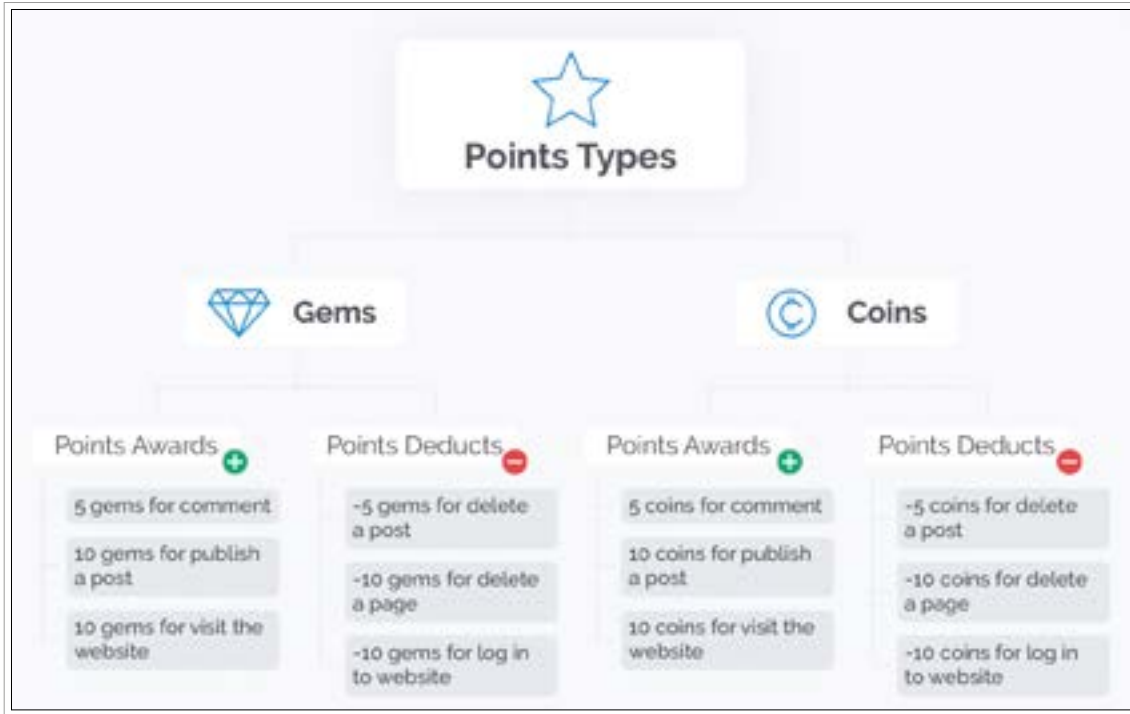 Points Types
Gems
Coins
Points Awards
5 gems for comment
10 gems for publish
a post
10 gems for visit the
website
Points Deducts
-5 gems for delete
a post
-10 gems for delete
a page
-10 gems for log in
to website
Points Awards
5 coins for comment
10 coins for publish
a post
10 coins for visit the
website
Points Deducts
-5 coins for delete
a post
-10 coins for delete
a page
-10 coins for log in
to website